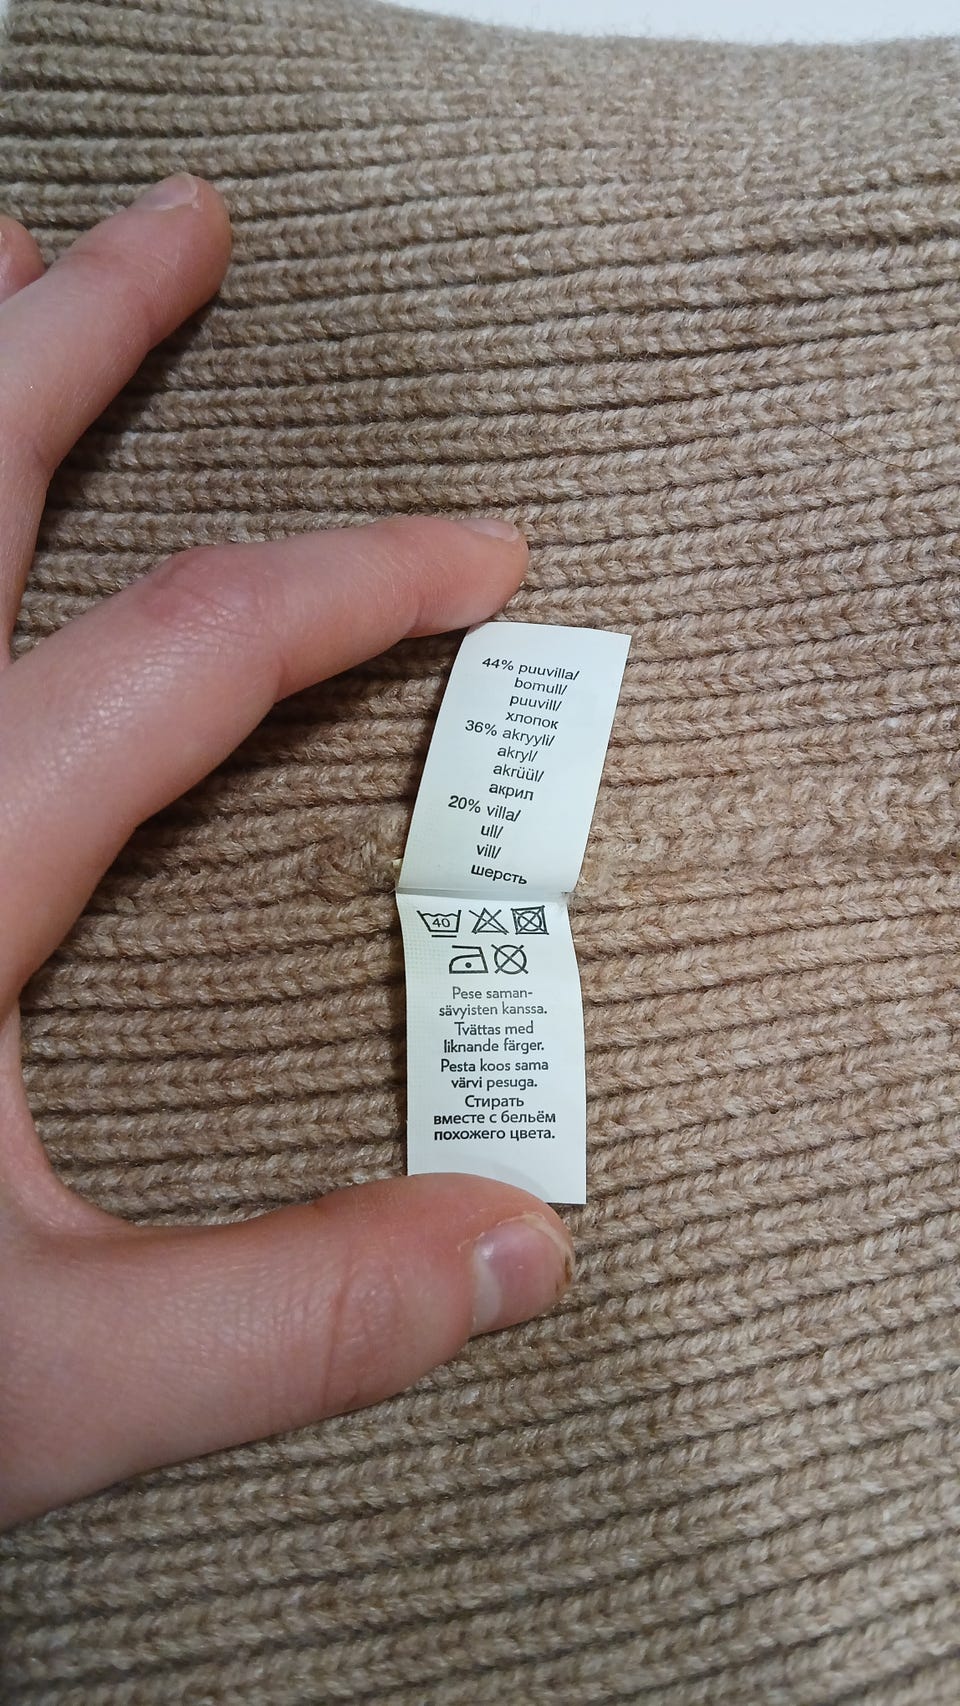 44% puuvilla/
bomull/
puuvill/
хлопок
36% akryyli/
akryl/
akrüül/
акрил
20% villa/
ull/
vill/
шерсть
40
Pese saman-
sävyisten kanssa.
Tvättas med
liknande färger.
Pesta koos sama
värvi pesuga.
Стирать
вместе с бельём
похожего цвета.